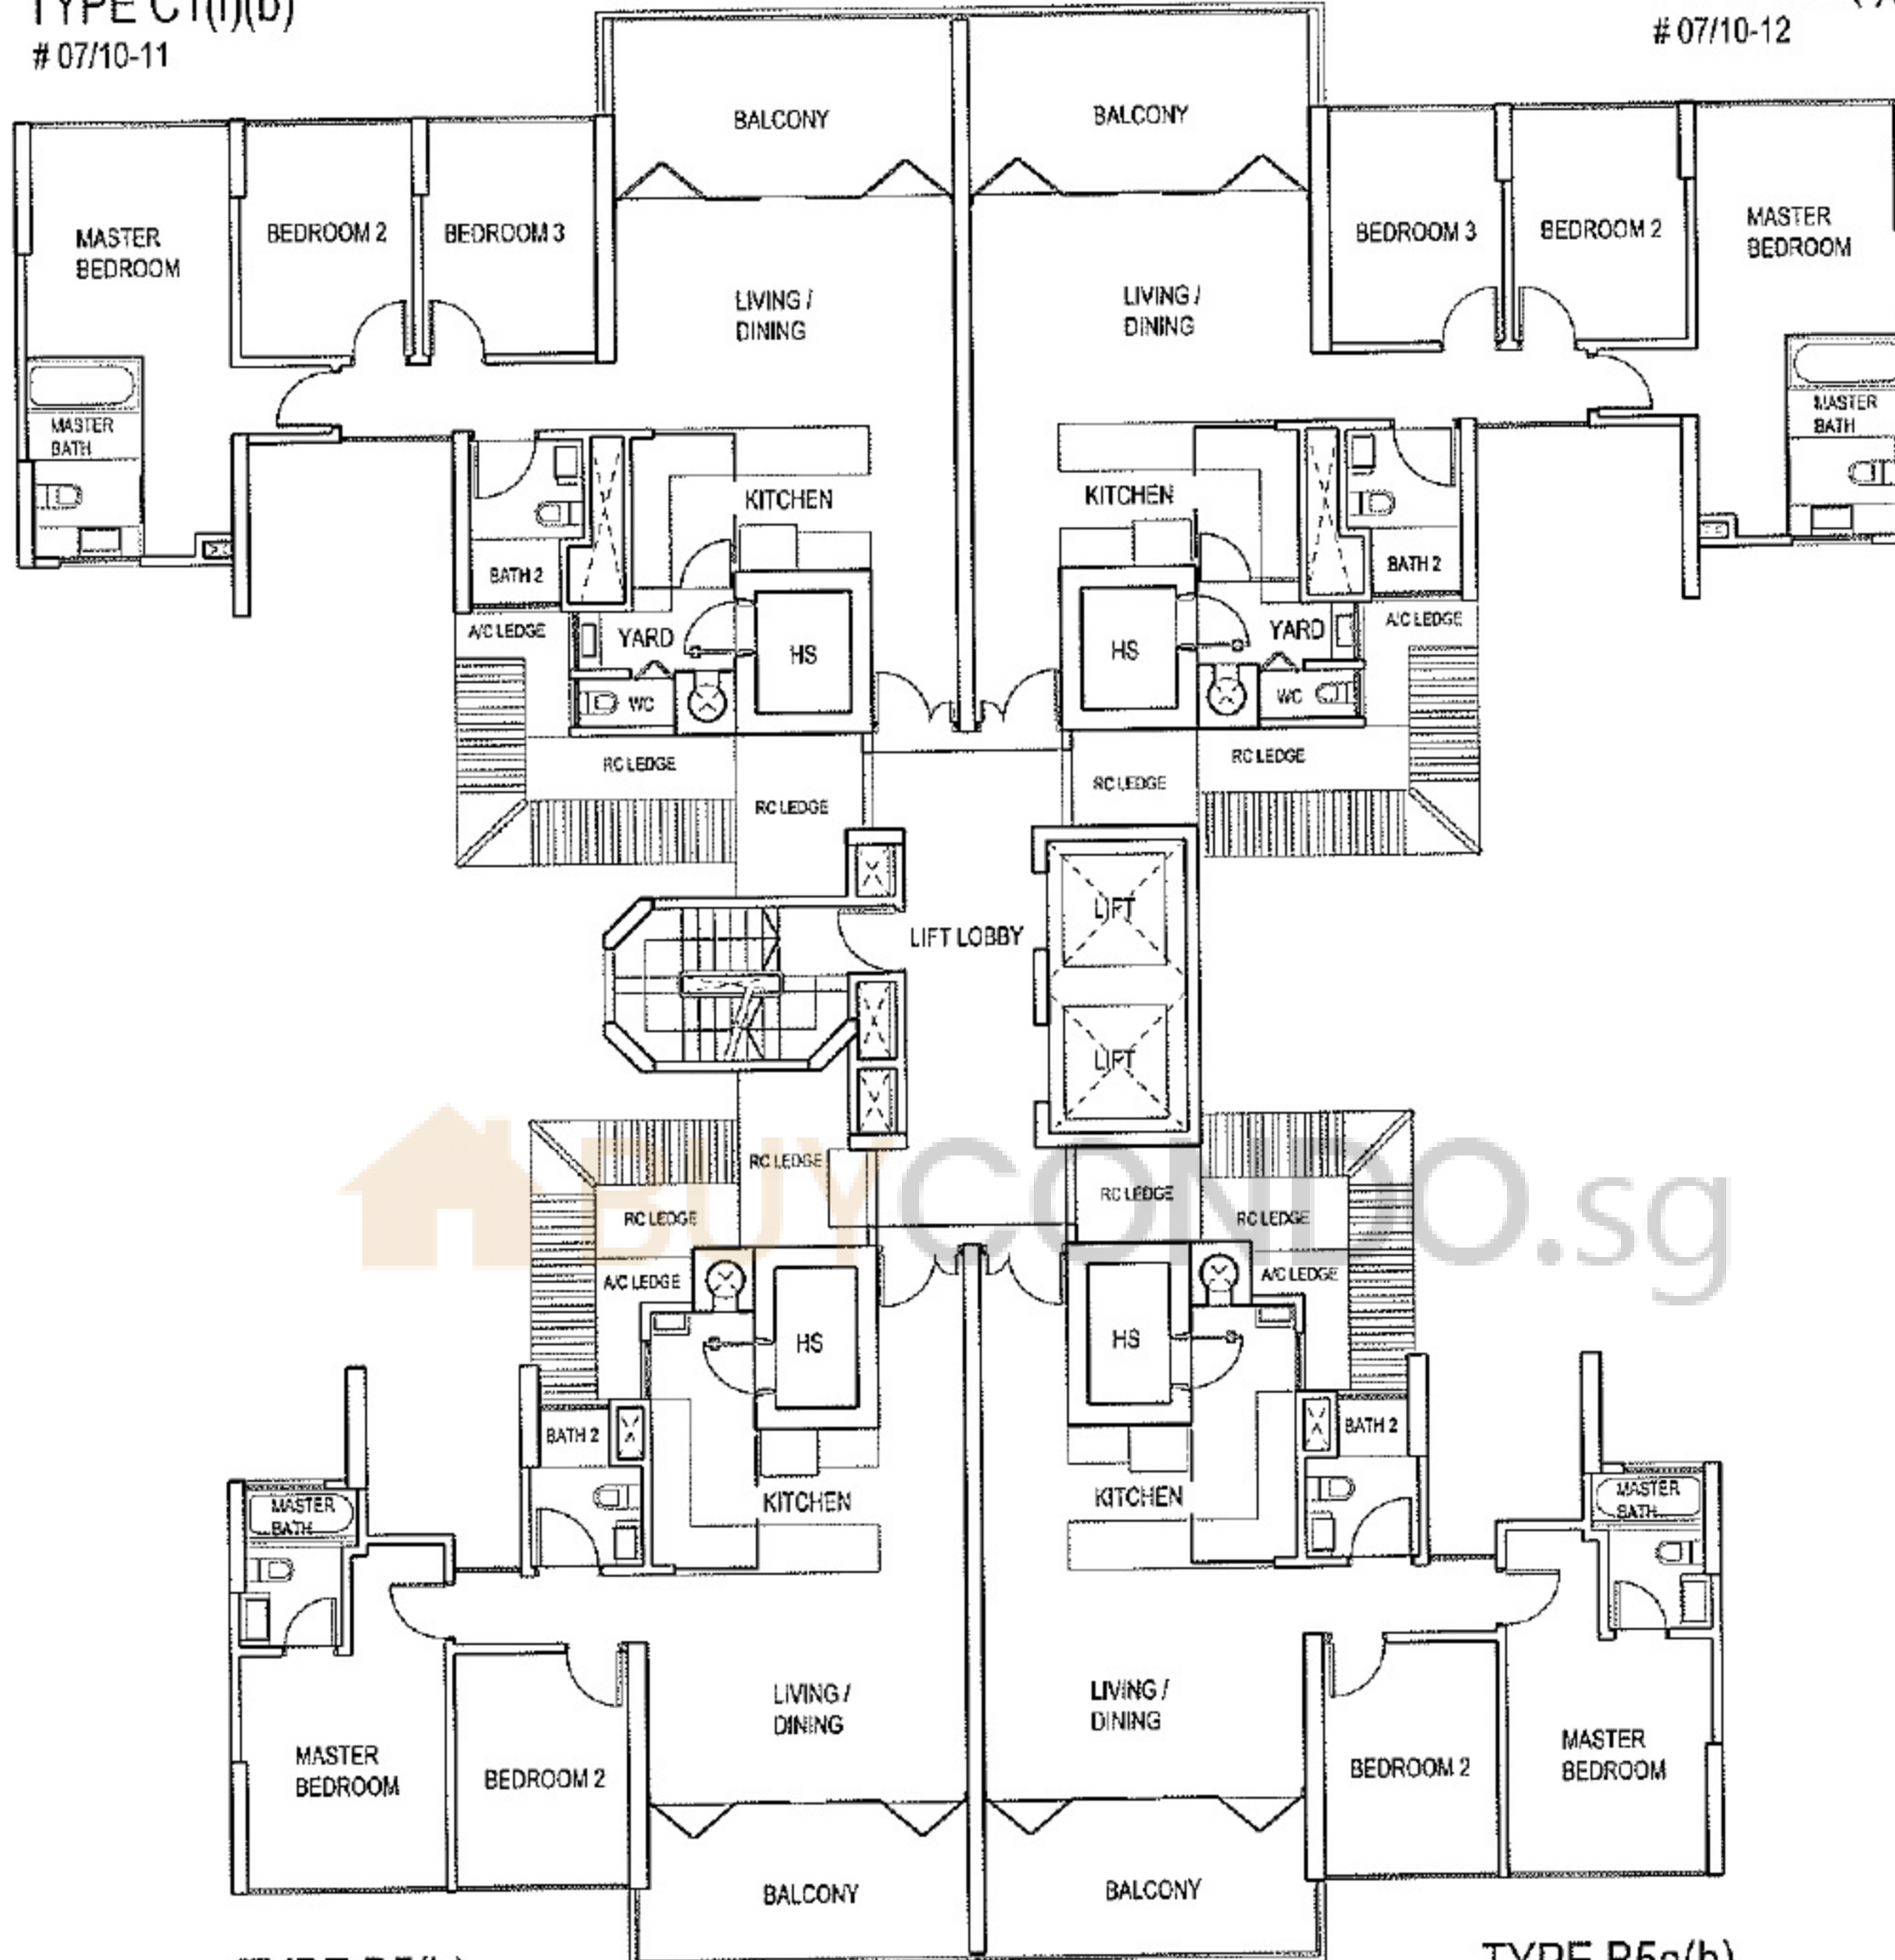 TYPE C1(i)(b)
# 07/10-11
# 07/10-12
BALCONY
BALCONY
MASTER
BEDROOM
BEDROOM 2
BEDROOM 3
LIVING /
DINING
LIVING /
DINING
BEDROOM 3
BEDROOM 2
MASTER
BEDROOM
MASTER
BATH
MASTER
BATH
KITCHEN
KITCHEN
BATH 2
BATH 2
A/C LEDGE
YARD
HS
HS
YARD
A/C LEDGE
WC
WC
RC LEDGE
RC LEDGE
RC LEDGE
RC LEDGE
LIFT
LIFT LOBBY
LIFT
BUYCONDO.sg
RC LEDGE
RC LEDGE
RC LEDGE
RC LEDGE
A/C LEDGE
A/C LEDGE
HS
HS
BATH 2
BATH 2
MASTER
BATH
KITCHEN
KITCHEN
MASTER
BATH
LIVING /
DINING
LIVING /
DINING
MASTER
BEDROOM
BEDROOM 2
BEDROOM 2
MASTER
BEDROOM
BALCONY
BALCONY
TYPE B5a(b)